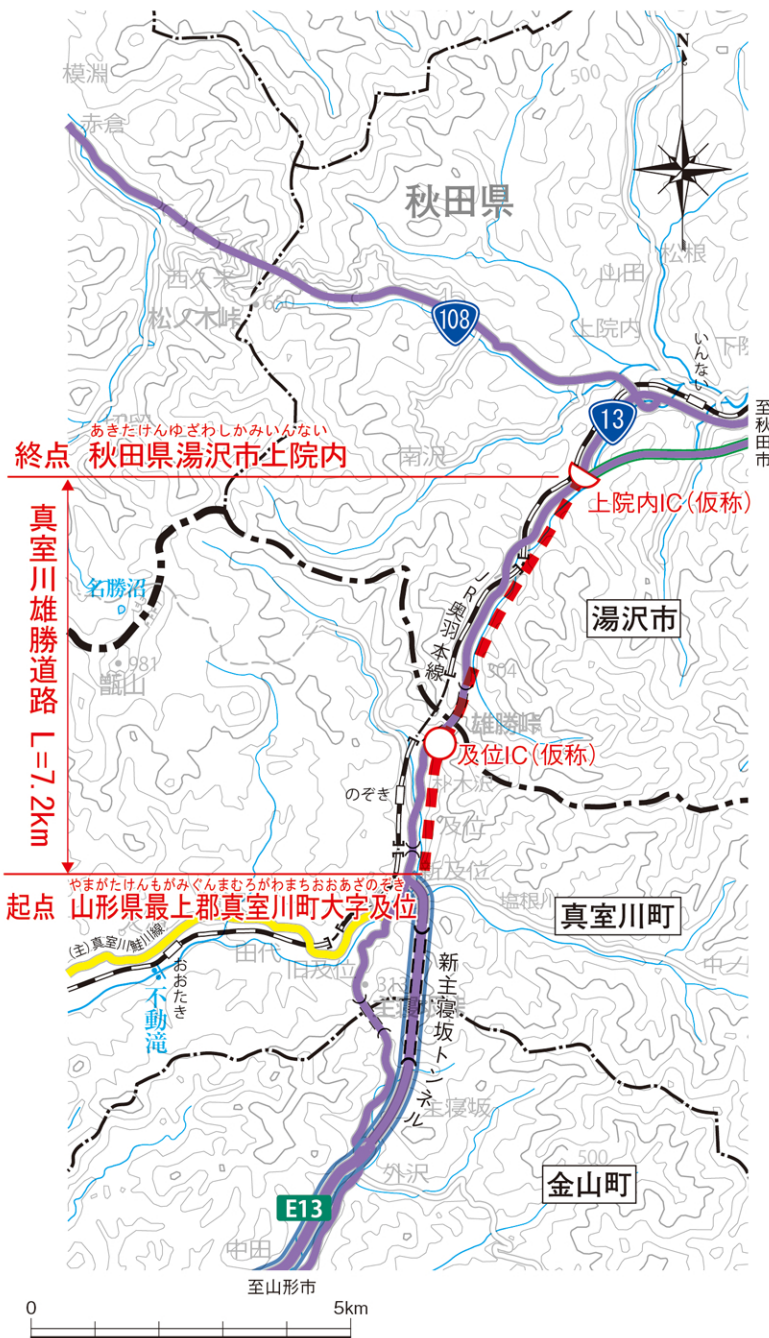 N
模淵
500
赤倉
秋田県
松根
西久米
山田
松ノ木峠
108
上院内
いんない
13
至秋田市
あきたけんゆざわしかみいんない
終点 秋田県湯沢市上院内
南沢
上院内IC(仮称)
真室川雄勝道路 L=7.2km
名勝沼
JR奥羽本線
湯沢市
981
甑山
雄勝峠
及位IC(仮称)
のぞき
朴木沢
及位
新及位
やまがたけんもがみぐんまむろがわまちおおあざのぞき
起点 山形県最上郡真室川町大字及位
塩根川
真室川町
(主)真室川鮭川線
田代
旧及位
おおたき
不動滝
新主寝坂トンネル
主寝坂
外沢
500
金山町
E13
中田
至山形市
0
5km